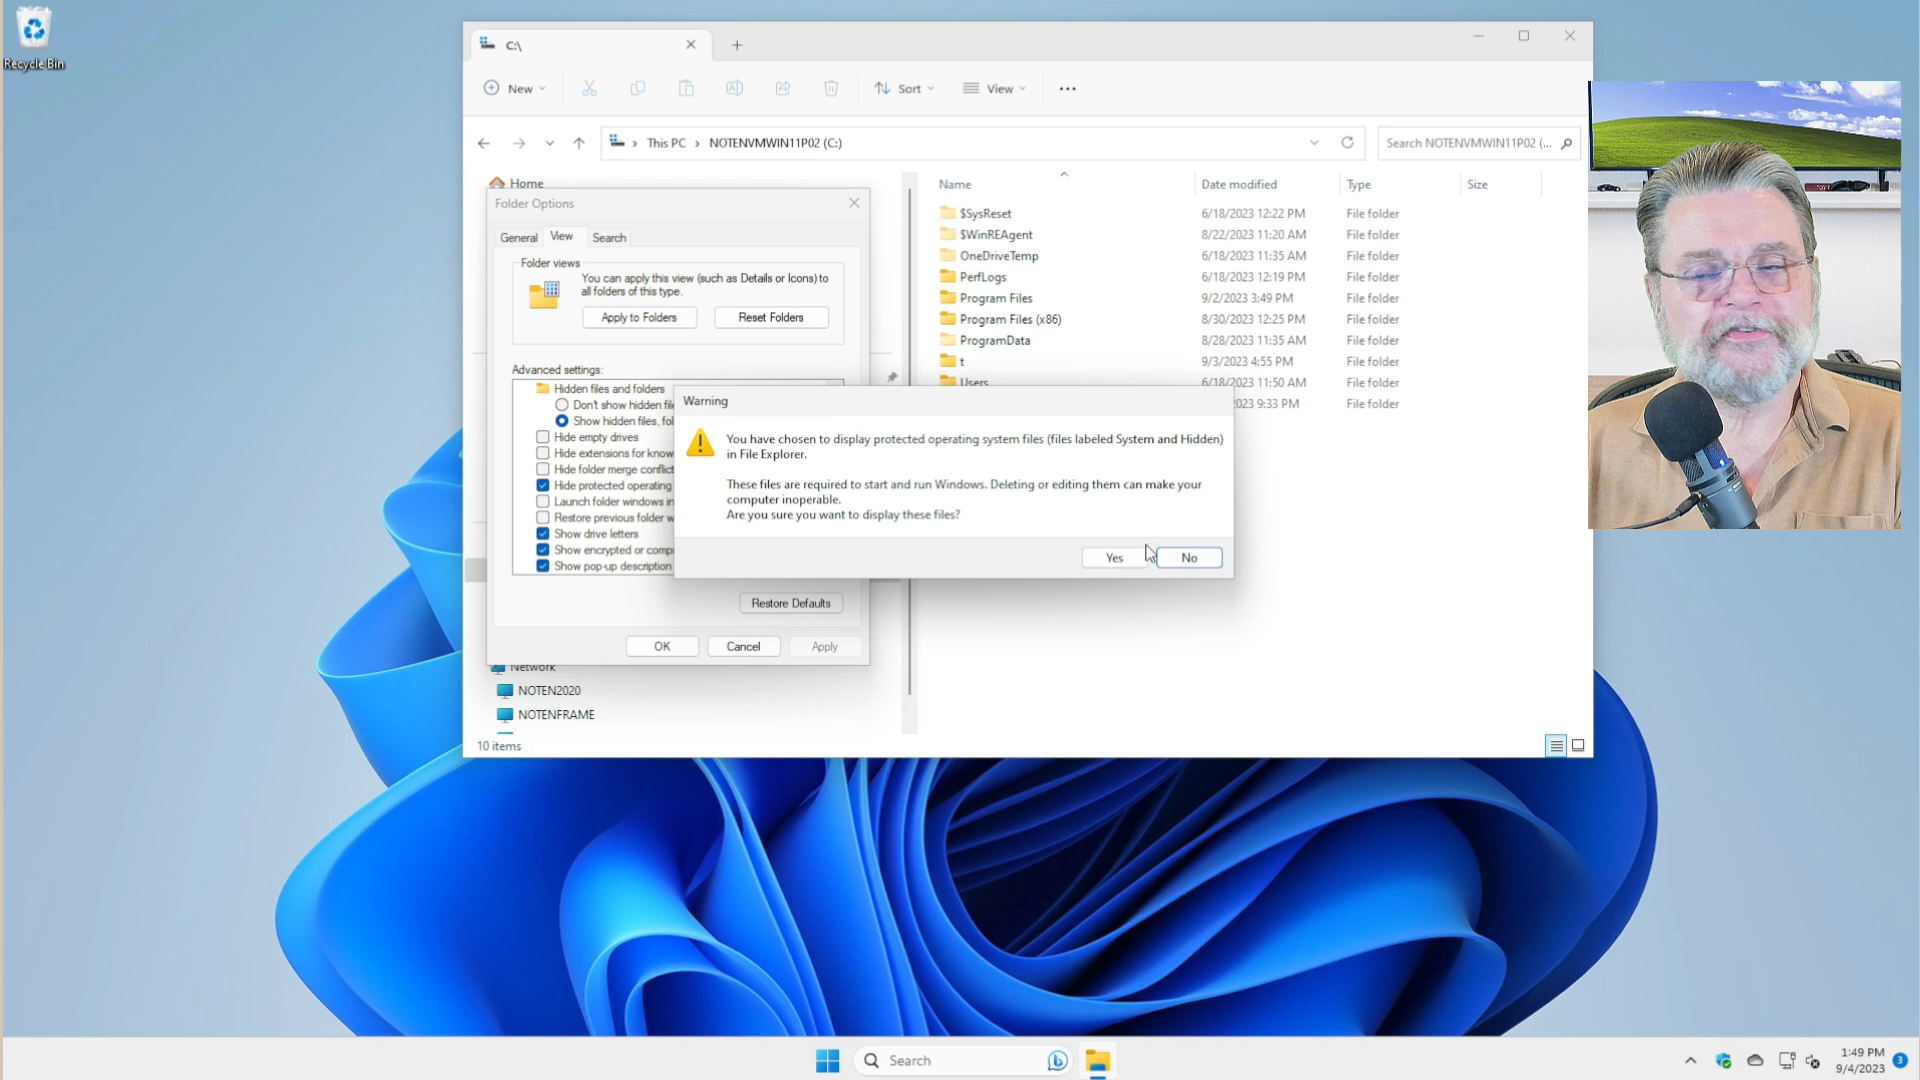 Recycle Bin
C:\
New
Sort
View
This PC > NOTENVMWIN11P02 (C:)
Search NOTENVMWIN11P02 (...
Home
Name
Date modified
Type
Size
$SysReset 6/18/2023 12:22 PM File folder
$WinREAgent 8/22/2023 11:20 AM File folder
OneDriveTemp 6/18/2023 11:35 AM File folder
PerfLogs 6/18/2023 12:19 PM File folder
Program Files 9/2/2023 3:49 PM File folder
Program Files (x86) 8/30/2023 12:25 PM File folder
ProgramData 8/28/2023 11:35 AM File folder
t 9/3/2023 4:55 PM File folder
Users 6/18/2023 11:50 AM File folder
023 9:33 PM File folder
Folder Options
General
View
Search
Folder views
You can apply this view (such as Details or Icons) to
all folders of this type.
Apply to Folders
Reset Folders
Advanced settings:
Hidden files and folders
Don't show hidden file
Show hidden files, fol
Hide empty drives
Hide extensions for know
Hide folder merge conflict
Hide protected operating
Launch folder windows in
Restore previous folder w
Show drive letters
Show encrypted or comp
Show pop-up description
Restore Defaults
OK
Cancel
Apply
Warning
You have chosen to display protected operating system files (files labeled System and Hidden)
in File Explorer.
These files are required to start and run Windows. Deleting or editing them can make your
computer inoperable.
Are you sure you want to display these files?
Yes
No
Network
NOTEN2020
NOTENFRAME
10 items
Search
1:49 PM
9/4/2023
3